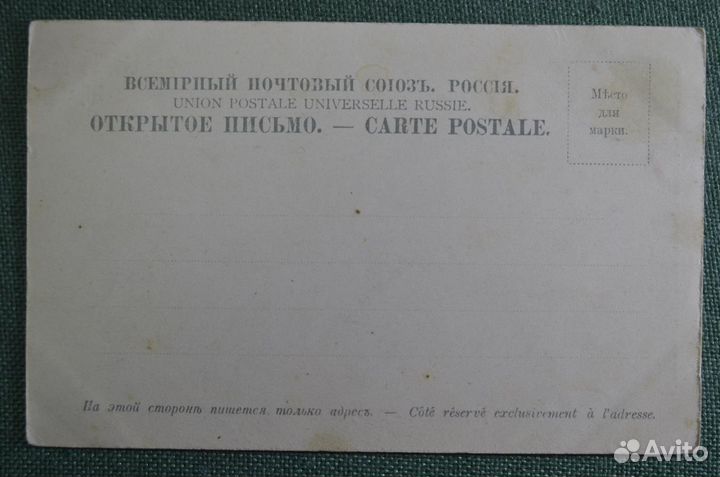 ВСЕМІРНЫЙ ПОЧТОВЫЙ СОЮЗЪ. РОССІЯ.
UNION POSTALE UNIVERSELLE RUSSIE.
ОТКРЫТОЕ ПИСЬМО. — CARTE POSTALE.
Мѣсто
для
марки.
На этой сторонѣ пишется только адресъ. — Côté réservé exclusivement à l'adresse.
Avito